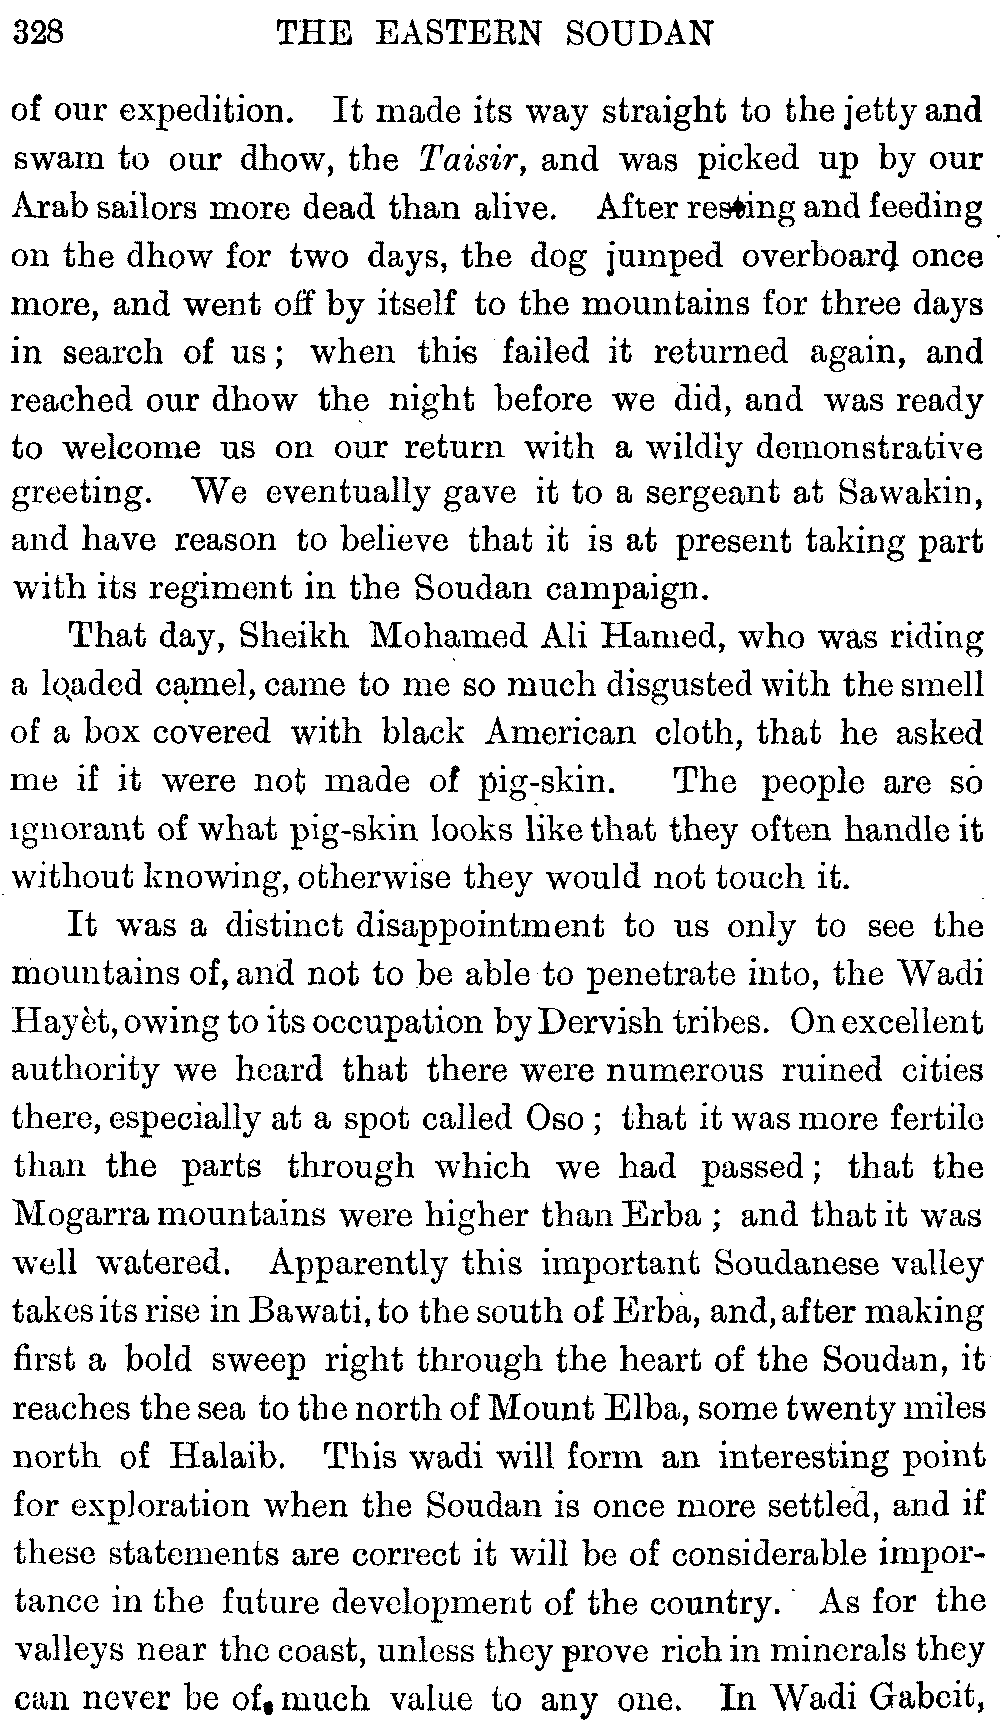 328 THE EASTERN SOUDAN
of our expedition. It made its way straight to the jetty and
swam to our dhow, the Taisir, and was picked up by our
Arab sailors more dead than alive. After resting and feeding
on the dhow for two days, the dog jumped overboard once
more, and went off by itself to the mountains for three days
in search of us; when this failed it returned again, and
reached our dhow the night before we did, and was ready
to welcome us on our return with a wildly demonstrative
greeting. We eventually gave it to a sergeant at Sawakin,
and have reason to believe that it is at present taking part
with its regiment in the Soudan campaign.
That day, Sheikh Mohamed Ali Hamed, who was riding
a loaded camel, came to me so much disgusted with the smell
of a box covered with black American cloth, that he asked
me if it were not made of pig-skin. The people are so
ignorant of what pig-skin looks like that they often handle it
without knowing, otherwise they would not touch it.
It was a distinct disappointment to us only to see the
mountains of, and not to be able to penetrate into, the Wadi
Hayèt, owing to its occupation by Dervish tribes. On excellent
authority we heard that there were numerous ruined cities
there, especially at a spot called Oso; that it was more fertile
than the parts through which we had passed; that the
Mogarra mountains were higher than Erba; and that it was
well watered. Apparently this important Soudanese valley
takes its rise in Bawati, to the south of Erba, and, after making
first a bold sweep right through the heart of the Soudan, it
reaches the sea to the north of Mount Elba, some twenty miles
north of Halaib. This wadi will form an interesting point
for exploration when the Soudan is once more settled, and if
these statements are correct it will be of considerable impor-
tance in the future development of the country. As for the
valleys near the coast, unless they prove rich in minerals they
can never be of much value to any one. In Wadi Gabeit,